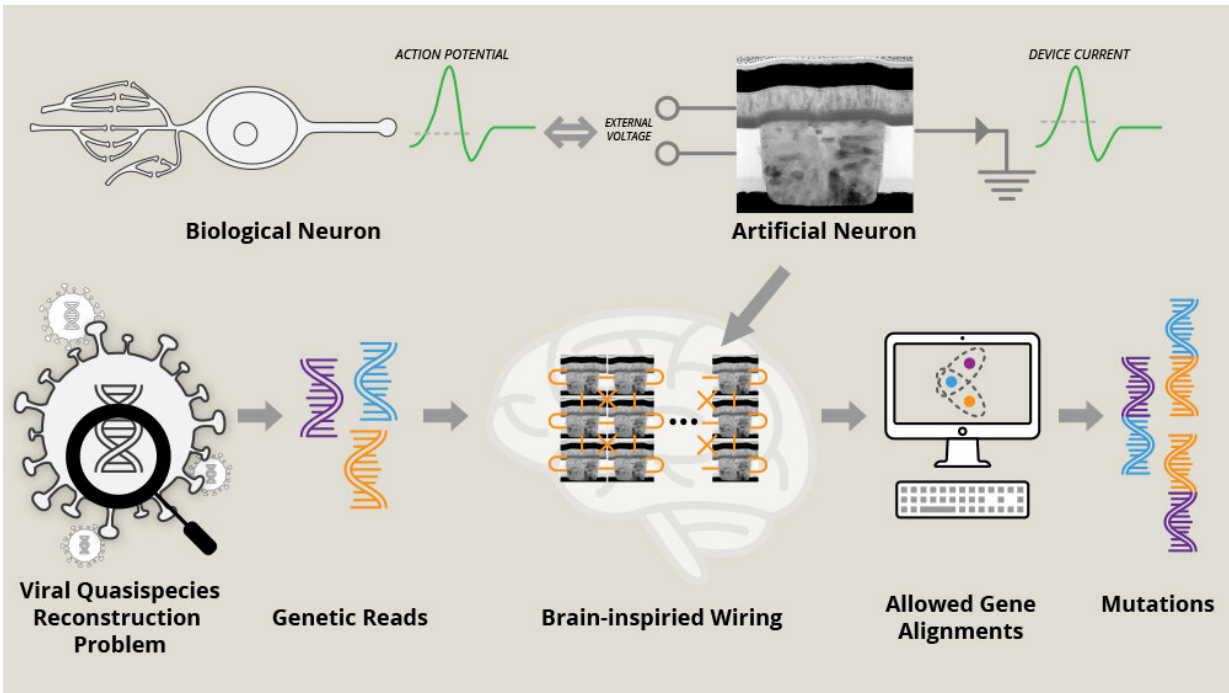 ACTION POTENTIAL
EXTERNAL
VOLTAGE
DEVICE CURRENT
Biological Neuron
Artificial Neuron
Viral Quasispecies
Reconstruction
Problem
Genetic Reads
Brain-inspiried Wiring
Allowed Gene
Alignments
Mutations